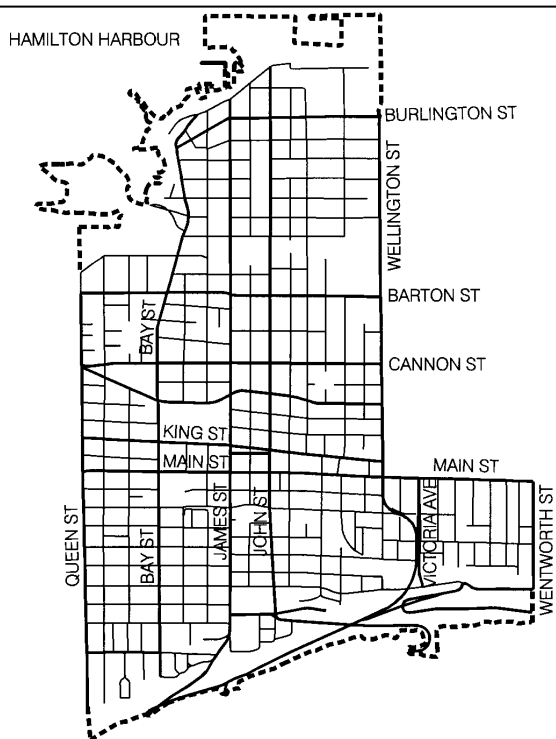 HAMILTON HARBOUR
BURLINGTON ST
WELLINGTON ST
BARTON ST
BAY ST
CANNON ST
KING ST
MAIN ST
MAIN ST
QUEEN ST
BAY ST
JAMES ST
JOHN ST
VICTORIA AVE
WENTWORTH ST